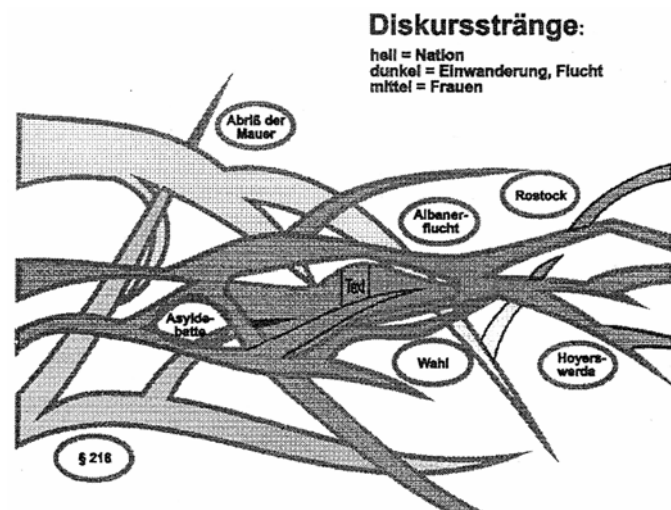 Diskursstränge:
hell = Nation
dunkel = Einwanderung, Flucht
mittel = Frauen
Abriß der
Mauer
Rostock
Albaner-
flucht
Text
Asylde-
batte
Wahl
Hoyers-
werda
§ 218